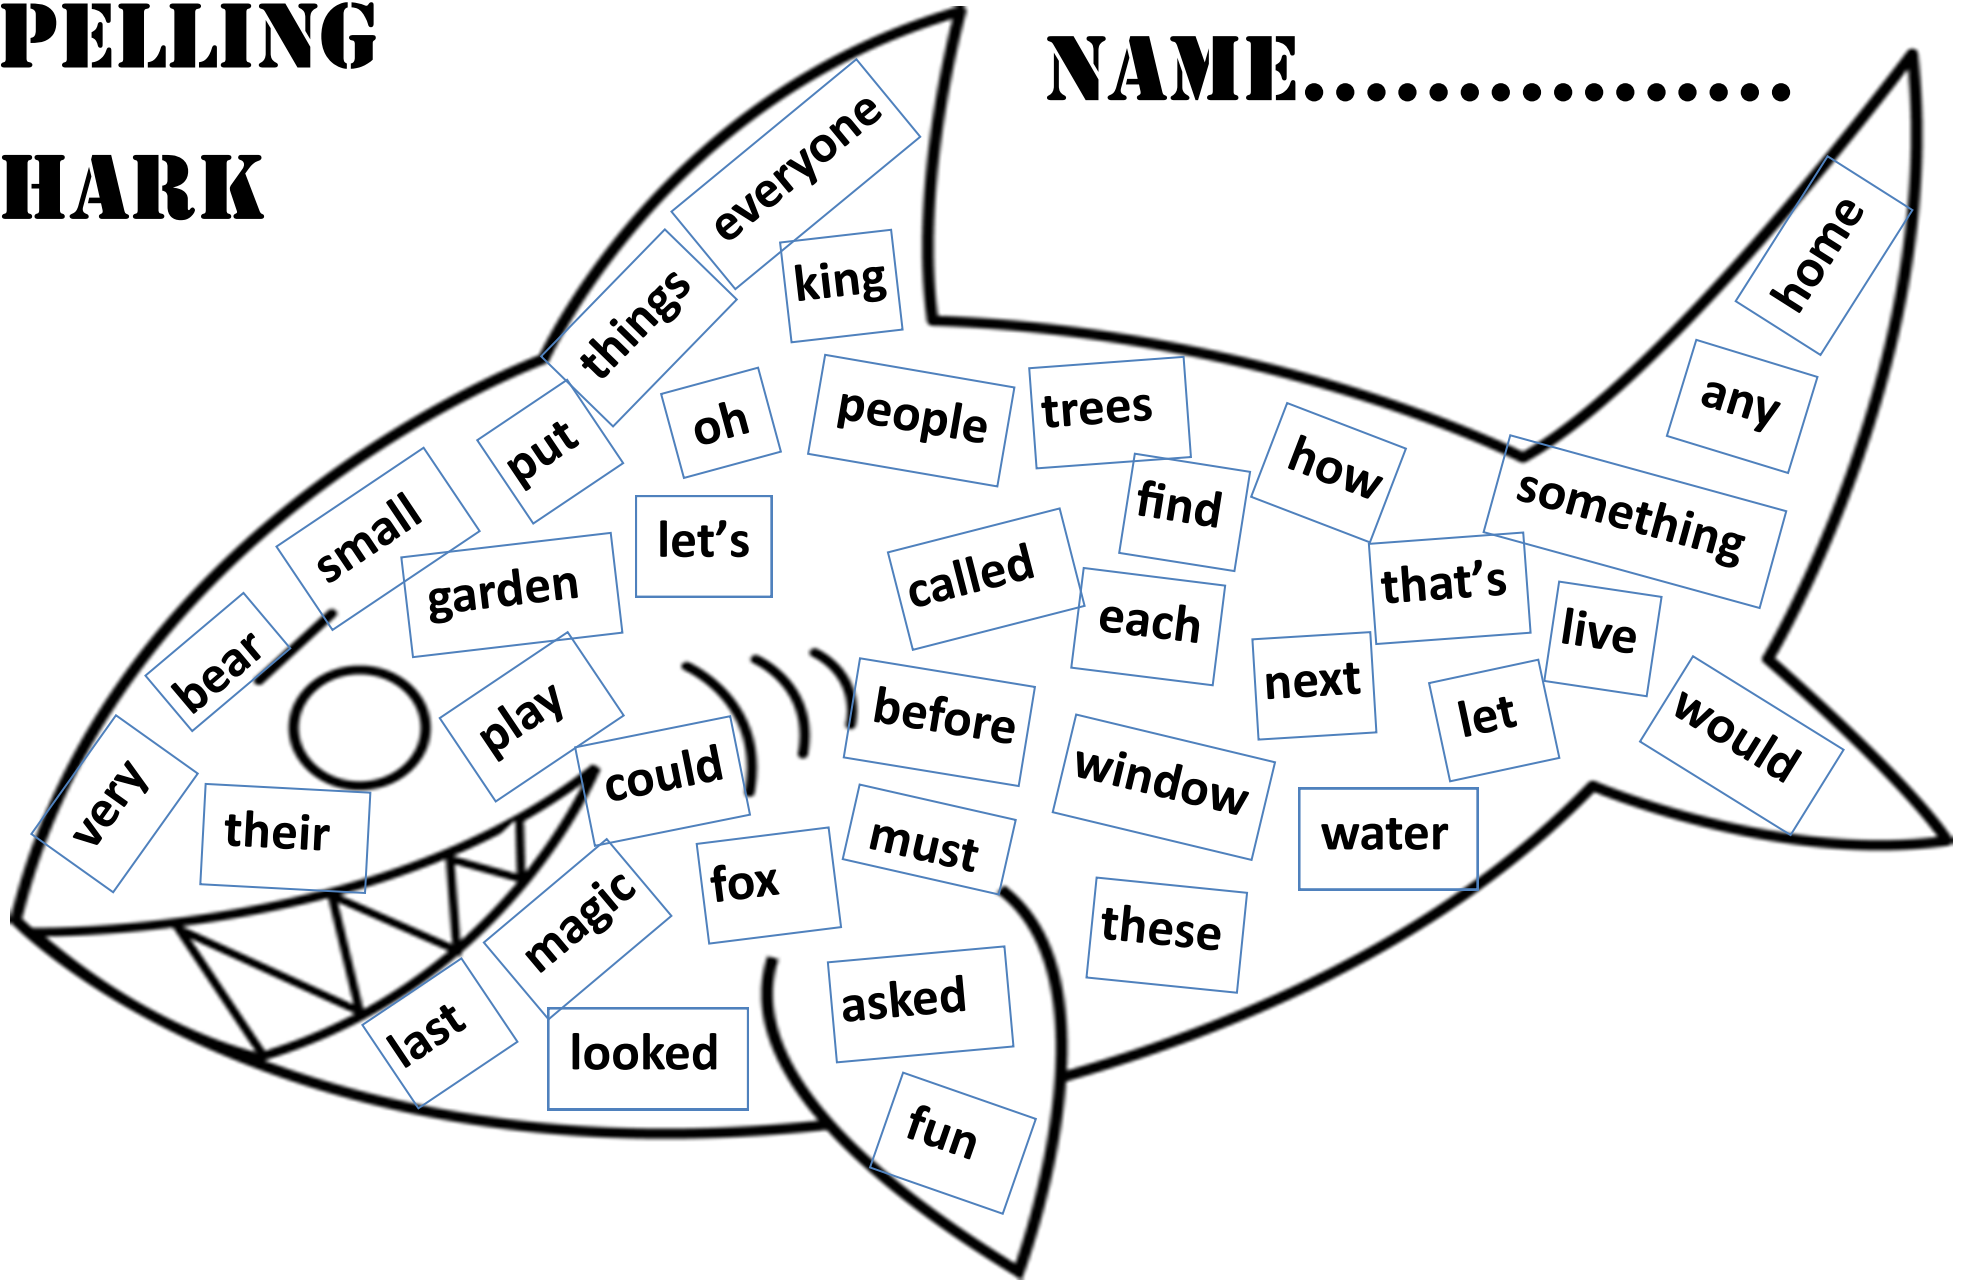 PELLING
HARK
NAME................
everyone
things
king
home
any
put
oh
people
trees
how
something
small
let’s
find
garden
called
each
that’s
live
bear
play
before
next
let
would
very
their
could
must
window
water
magic
fox
these
last
looked
asked
fun